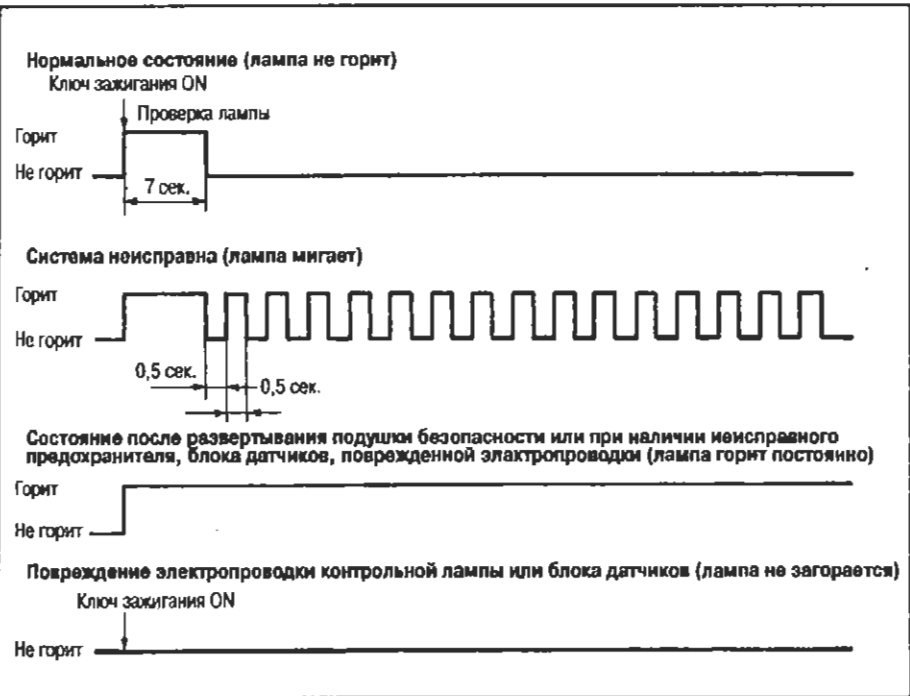 Нормальное состояние (лампа не горит)
Ключ зажигания ON
Проверка лампы
Горит
Не горит
7 сек.
Система неисправна (лампа мигает)
Горит
Не горит
0,5 сек.
0,5 сек.
Состояние после развертывания подушки безопасности или при наличии неисправного
предохранителя, блока датчиков, поврежденной электропроводки (лампа горит постоянно)
Горит
Не горит
Повреждение электропроводки контрольной лампы или блока датчиков (лампа не загорается)
Ключ зажигания ON
Не горит